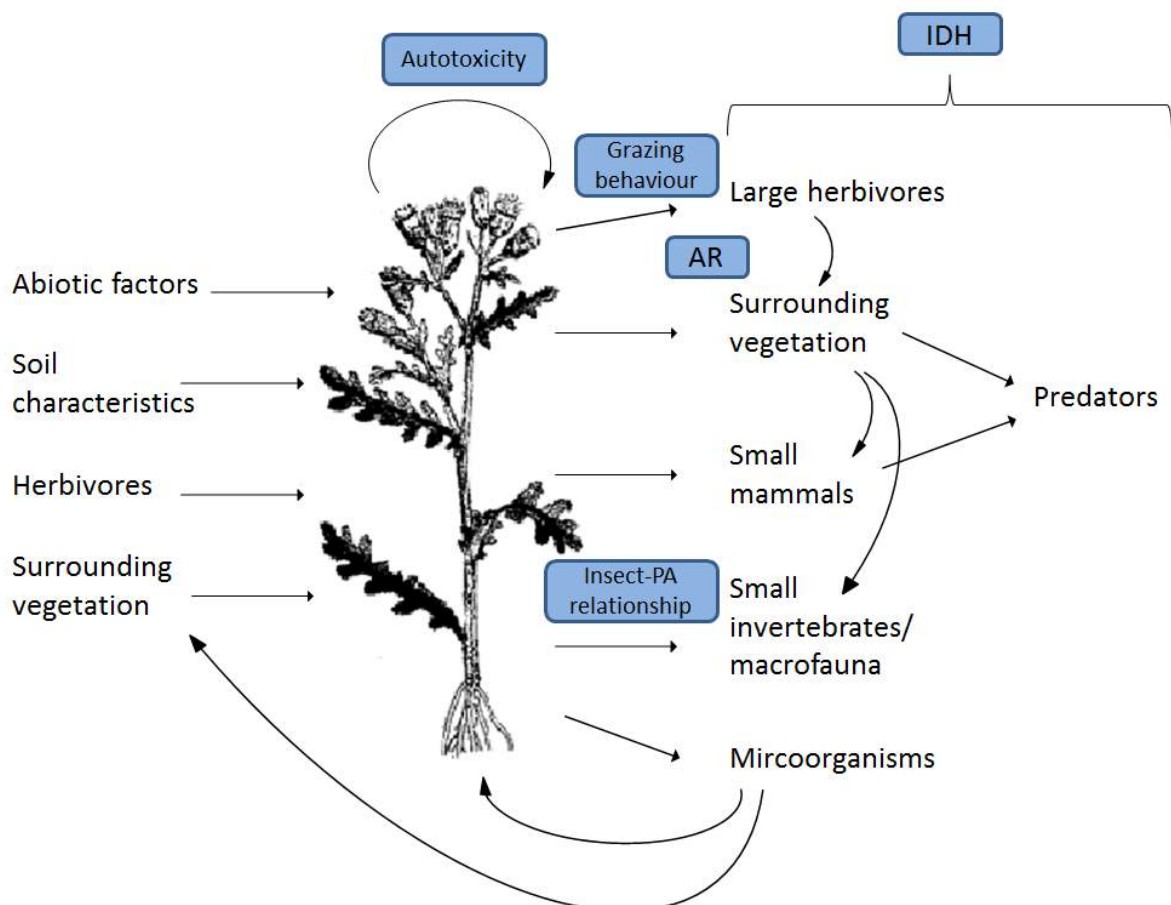 Autotoxicity
IDH
Grazing
behaviour
Large herbivores
AR
Abiotic factors
Surrounding
vegetation
Soil
characteristics
Predators
Herbivores
Small
mammals
Surrounding
vegetation
Insect-PA
relationship
Small
invertebrates/
macrofauna
Mircoorganisms